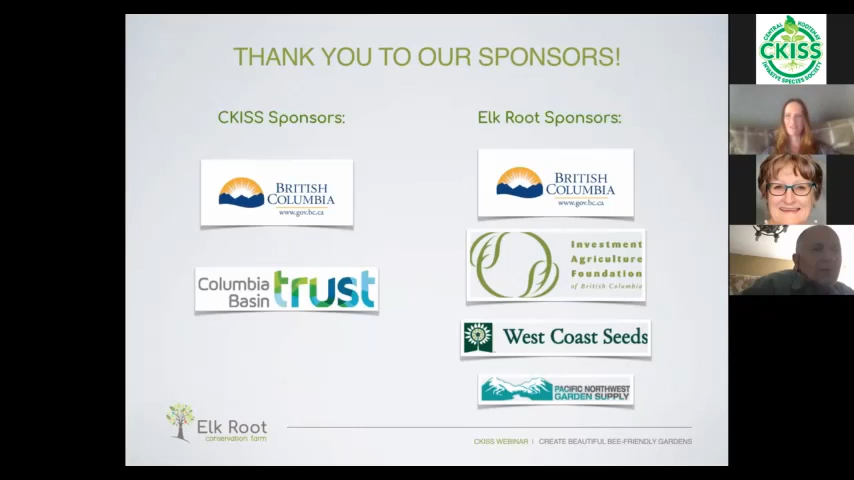 THANK YOU TO OUR SPONSORS!
CKISS Sponsors:
Elk Root Sponsors:
BRITISH
COLUMBIA
www.gov.bc.ca
BRITISH
COLUMBIA
www.gov.bc.ca
Columbia
Basin trust
Investment
Agriculture
Foundation
of British Columbia
West Coast Seeds
PACIFIC NORTHWEST
GARDEN SUPPLY
Elk Root
conservation farm
CKISS WEBINAR | CREATE BEAUTIFUL BEE-FRIENDLY GARDENS
CENTRAL KOOTENAY
CKISS
INVASIVE SPECIES SOCIETY